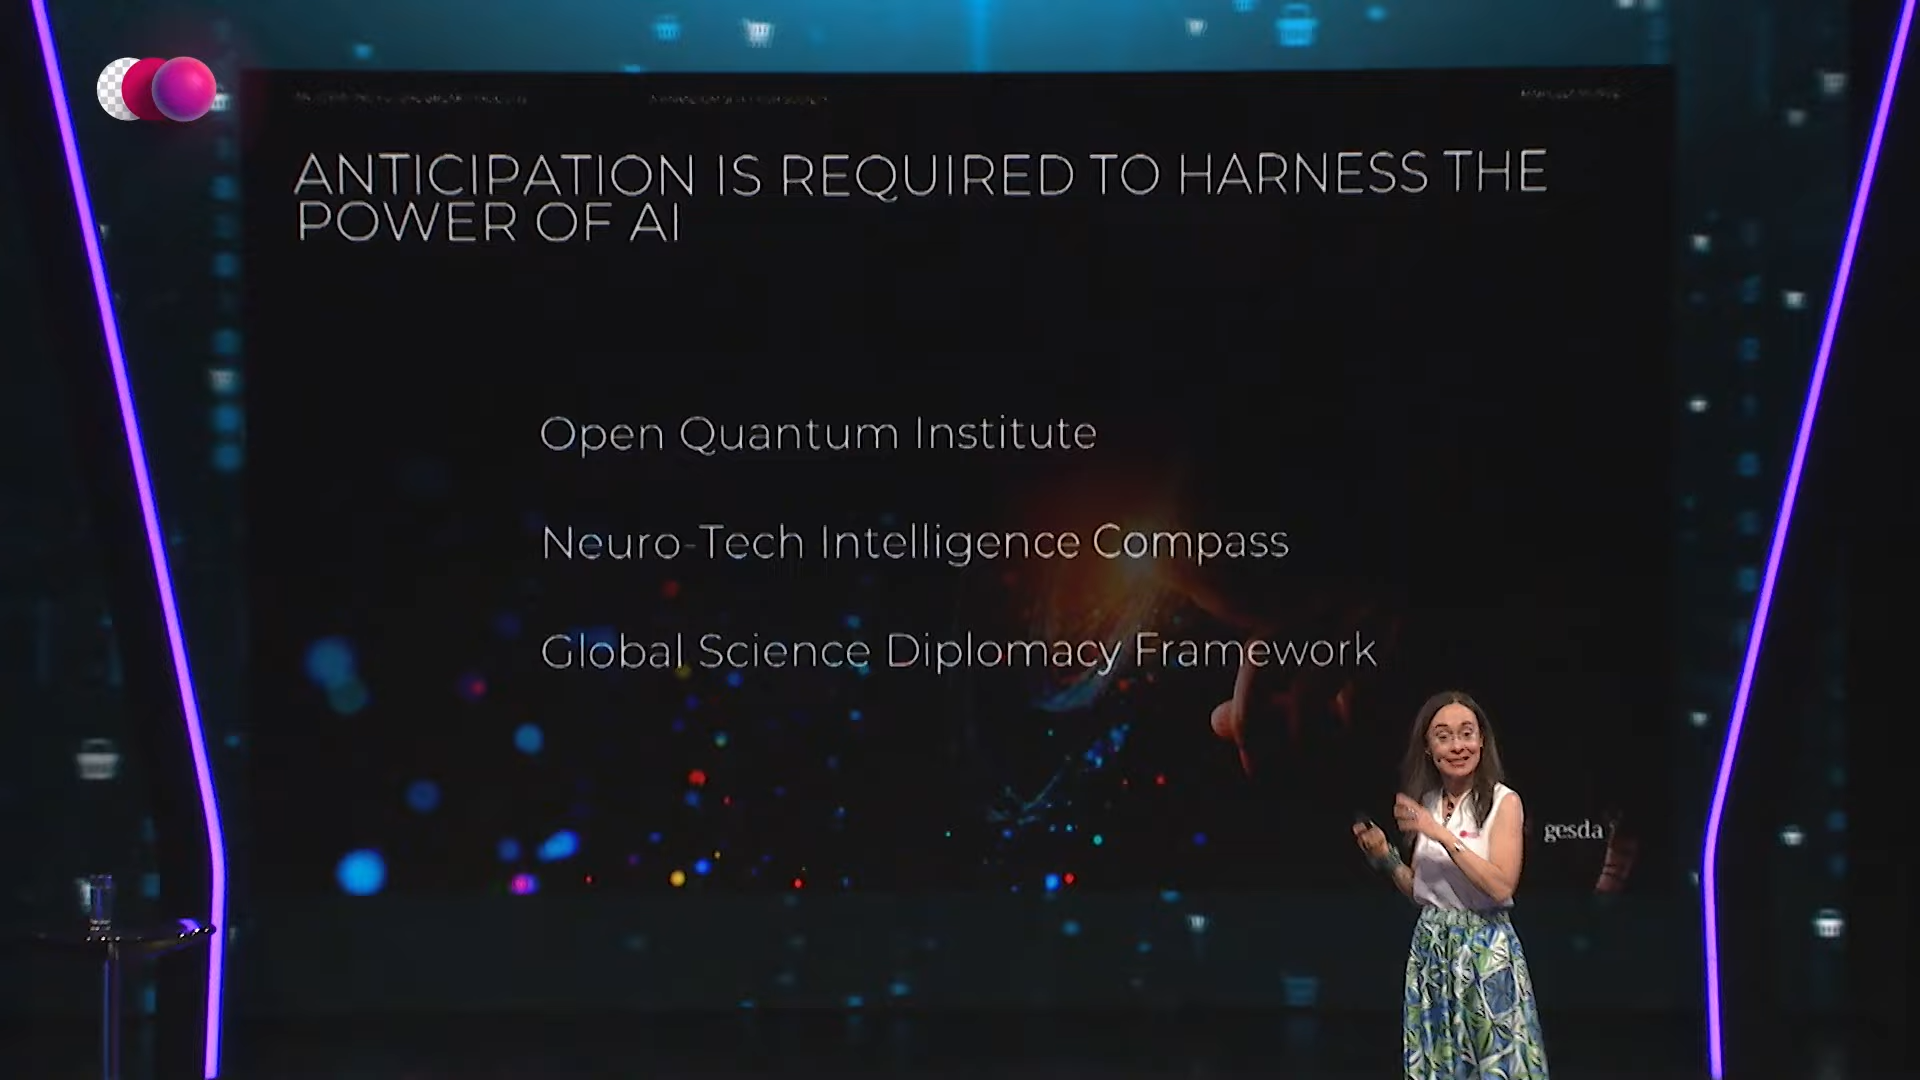 ANTICIPATION IS REQUIRED TO HARNESS THE
POWER OF AI
Open Quantum Institute
Neuro-Tech Intelligence Compass
Global Science Diplomacy Framework
gesda